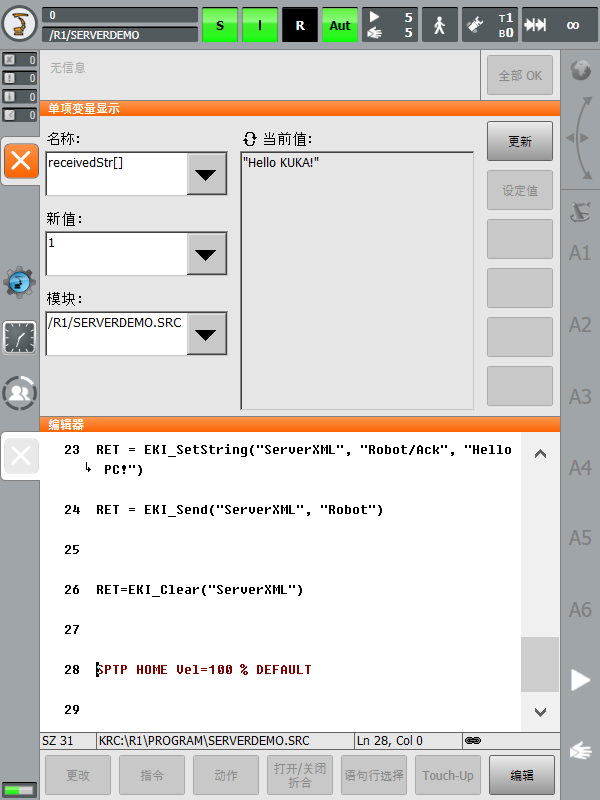 0
/R1/SERVERDEMO
S
I
R
Aut
5
5
T1
B0
∞
0
0
0
0
无信息
全部 OK
单项变量显示
名称:
receivedStr[]
当前值:
"Hello KUKA!"
更新
设定值
新值:
1
模块:
/R1/SERVERDEMO.SRC
A1
A2
A3
A4
A5
A6
编辑器
23 RET = EKI_SetString("ServerXML", "Robot/Ack", "Hello
↳ PC!")
24 RET = EKI_Send("ServerXML", "Robot")
25
26 RET=EKI_Clear("ServerXML")
27
28 SPTP HOME Vel=100 % DEFAULT
29
SZ 31
KRC:\R1\PROGRAM\SERVERDEMO.SRC
Ln 28, Col 0
更改
指令
动作
打开/关闭
折合
语句行选择
Touch-Up
编辑